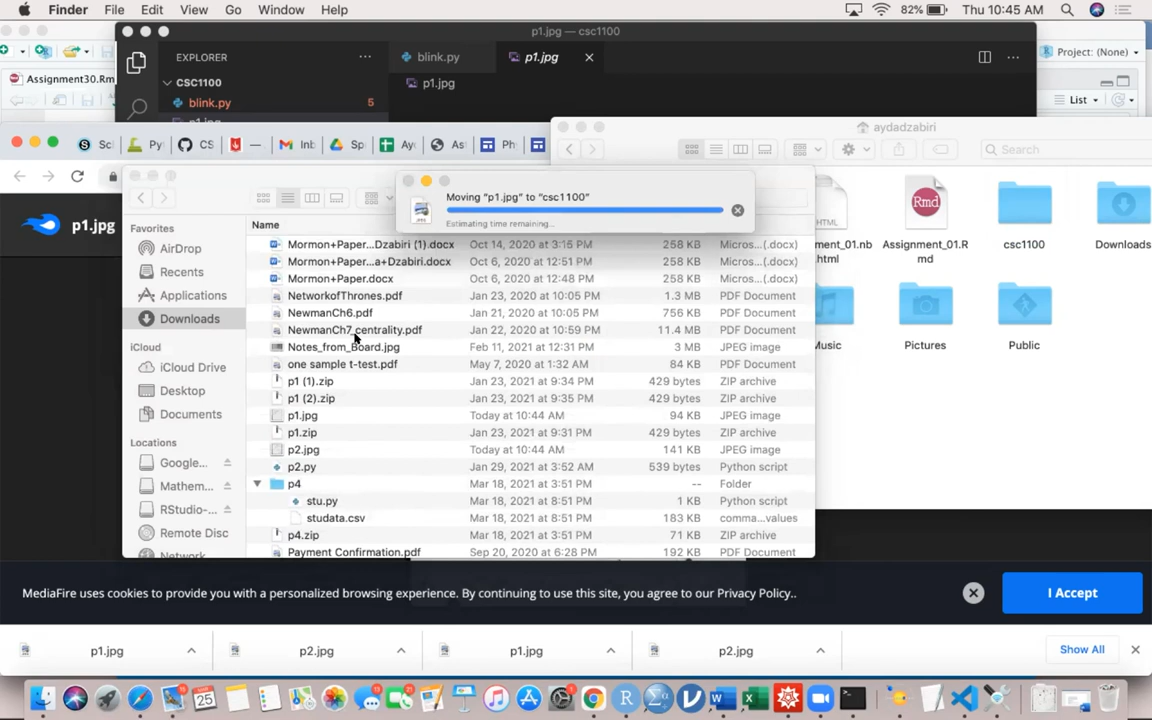 Finder File Edit View Go Window Help 82% Thu 10:45 AM
p1.jpg — csc1100
EXPLORER blink.py p1.jpg
Project: (None)
Assignment30.Rm
CSC1100 p1.jpg
blink.py 5
List
aydadzabiri
Search
p1.jpg
Moving “p1.jpg” to “csc1100”
Estimating time remaining...
Favorites
AirDrop
Recents
Applications
Downloads
iCloud
iCloud Drive
Desktop
Documents
Locations
Google...
Mathem...
RStudio-...
Remote Disc
Network
Name
Mormon+Paper...Dzabiri (1).docx Oct 14, 2020 at 3:16 PM 258 KB Micros...(.docx)
Mormon+Paper...a+Dzabiri.docx Oct 6, 2020 at 12:51 PM 258 KB Micros...(.docx)
Mormon+Paper.docx Oct 6, 2020 at 12:48 PM 258 KB Micros...(.docx)
NetworkofThrones.pdf Jan 23, 2020 at 10:05 PM 1.3 MB PDF Document
NewmanCh6.pdf Jan 21, 2020 at 10:05 PM 756 KB PDF Document
NewmanCh7_centrality.pdf Jan 22, 2020 at 10:59 PM 11.4 MB PDF Document
Notes_from_Board.jpg Feb 11, 2021 at 12:31 PM 3 MB JPEG image
one sample t-test.pdf May 7, 2020 at 1:32 AM 84 KB PDF Document
p1 (1).zip Jan 23, 2021 at 9:34 PM 429 bytes ZIP archive
p1 (2).zip Jan 23, 2021 at 9:35 PM 429 bytes ZIP archive
p1.jpg Today at 10:44 AM 94 KB JPEG image
p1.zip Jan 23, 2021 at 9:31 PM 429 bytes ZIP archive
p2.jpg Today at 10:44 AM 141 KB JPEG image
p2.py Jan 29, 2021 at 3:52 AM 539 bytes Python script
p4 Mar 18, 2021 at 3:51 PM -- Folder
stu.py Mar 18, 2021 at 8:51 PM 1 KB Python script
studata.csv Mar 18, 2021 at 8:51 PM 183 KB comma...values
p4.zip Mar 18, 2021 at 3:51 PM 71 KB ZIP archive
Payment Confirmation.pdf Sep 20, 2020 at 6:28 PM 192 KB PDF Document
HTML Rmd
ment_01.nb.html Assignment_01.Rmd csc1100 Downloads
Music Pictures Public
MediaFire uses cookies to provide you with a personalized browsing experience. By continuing to use this site, you agree to our Privacy Policy..
I Accept
p1.jpg p2.jpg p1.jpg p2.jpg Show All